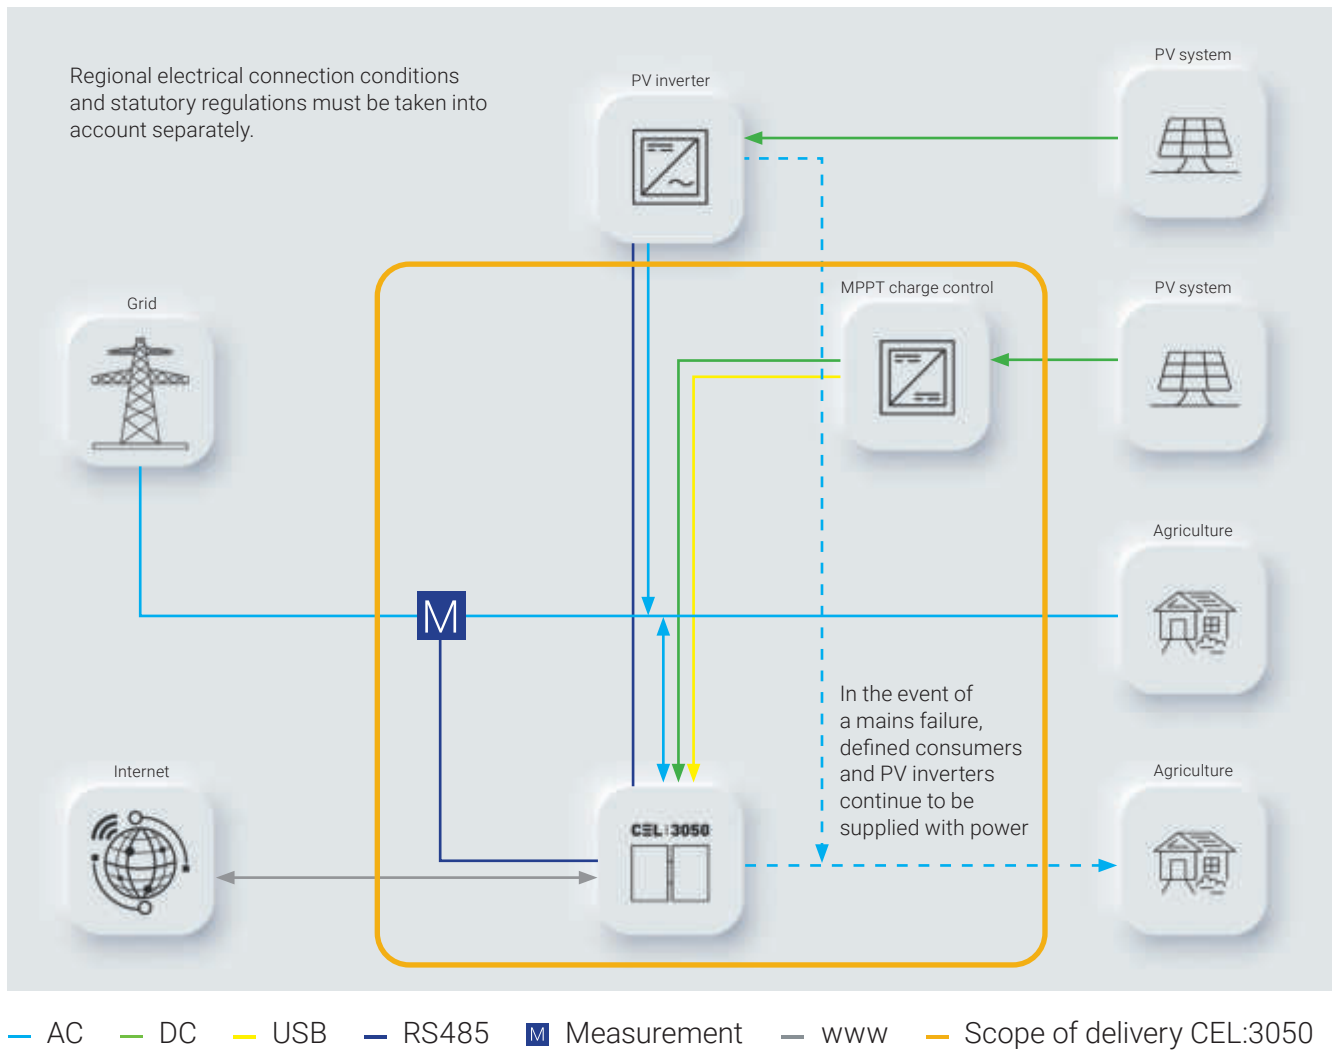 Regional electrical connection conditions
and statutory regulations must be taken into
account separately.
PV inverter
PV system
Grid
MPPT charge control
PV system
M
Agriculture
In the event of
a mains failure,
defined consumers
and PV inverters
continue to be
supplied with power
Internet
CEL:3050
Agriculture
AC
DC
USB
RS485
M Measurement
www
Scope of delivery CEL:3050